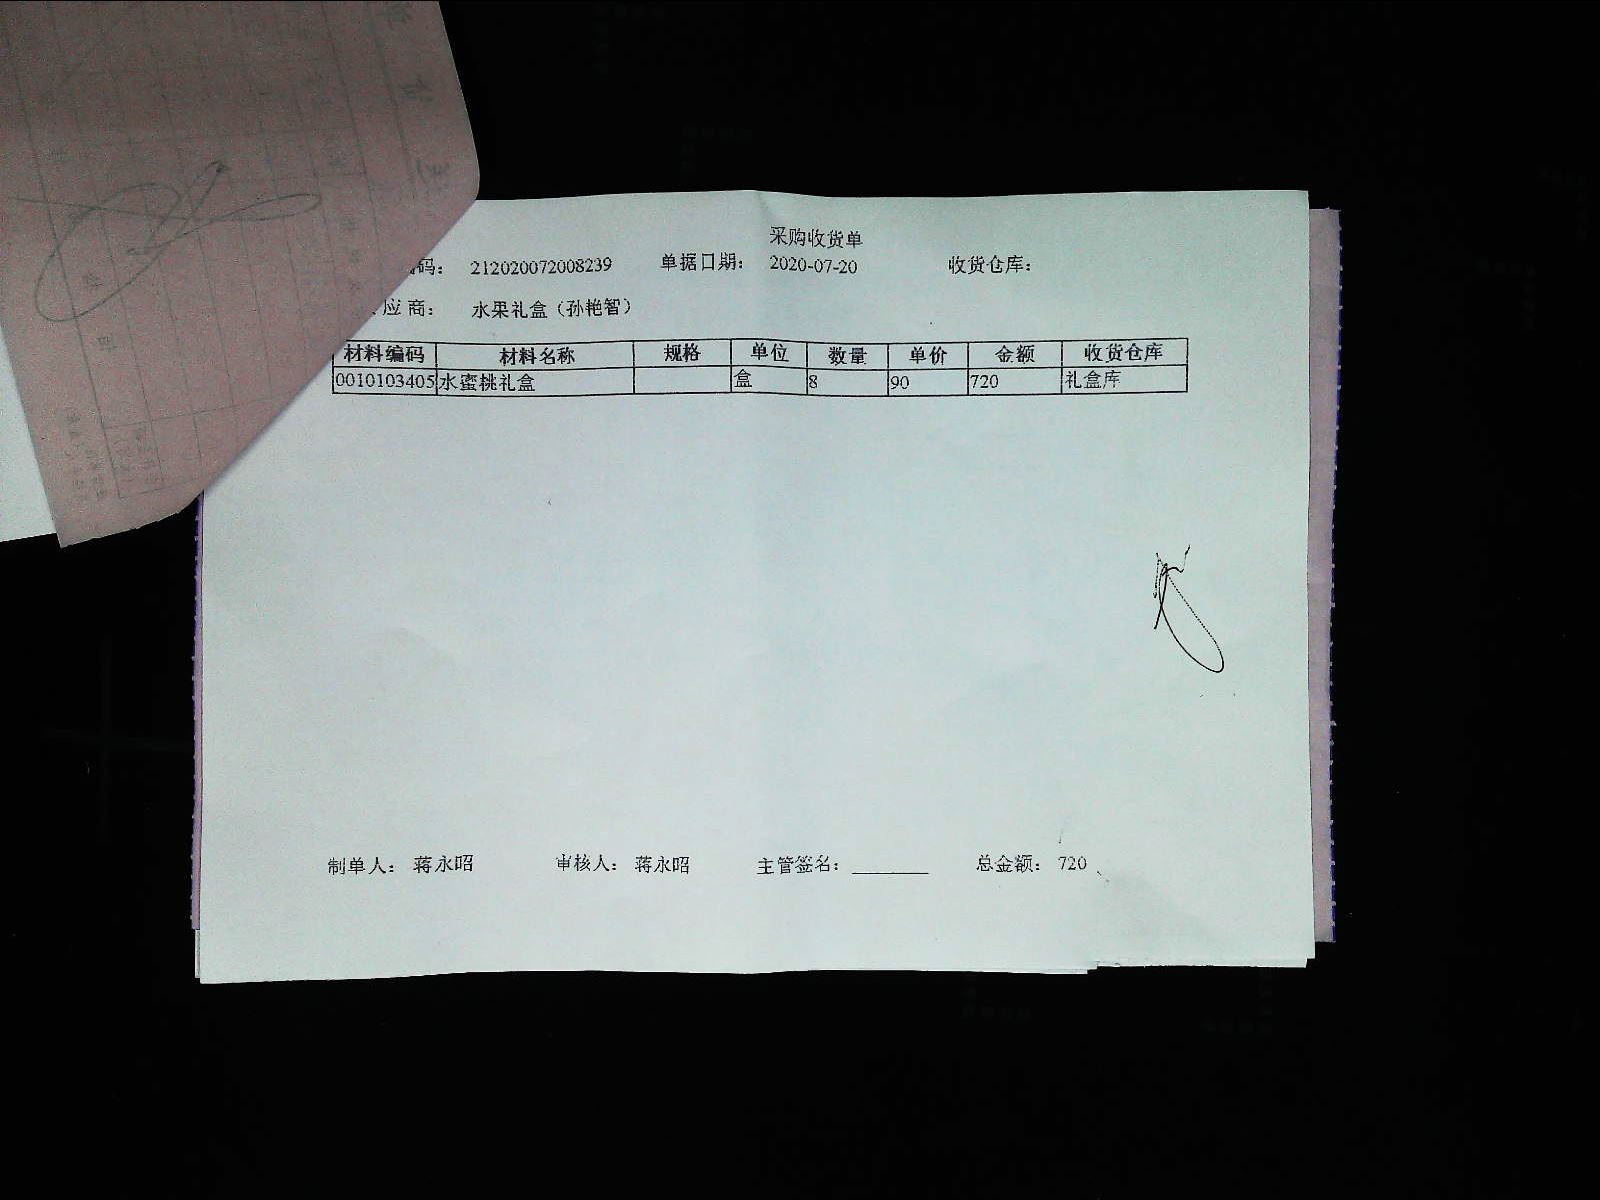 采购收货单
码： 212020072008239 单据日期： 2020-07-20 收货仓库：
应商： 水果礼盒（孙艳智）
材料编码 材料名称 规格 单位 数量 单价 金额 收货仓库
0010103405 水蜜桃礼盒 盒 8 90 720 礼盒库
制单人： 蒋永昭 审核人： 蒋永昭 主管签名： 总金额： 720